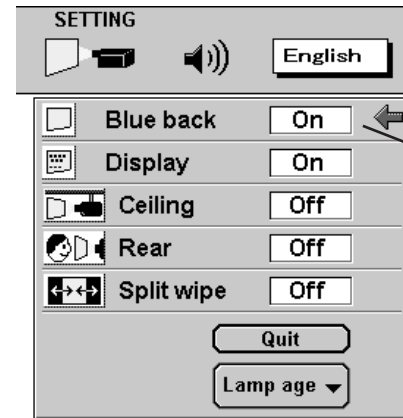 SETTING
English
Blue back On
Display On
Ceiling Off
Rear Off
Split wipe Off
Quit
Lamp age